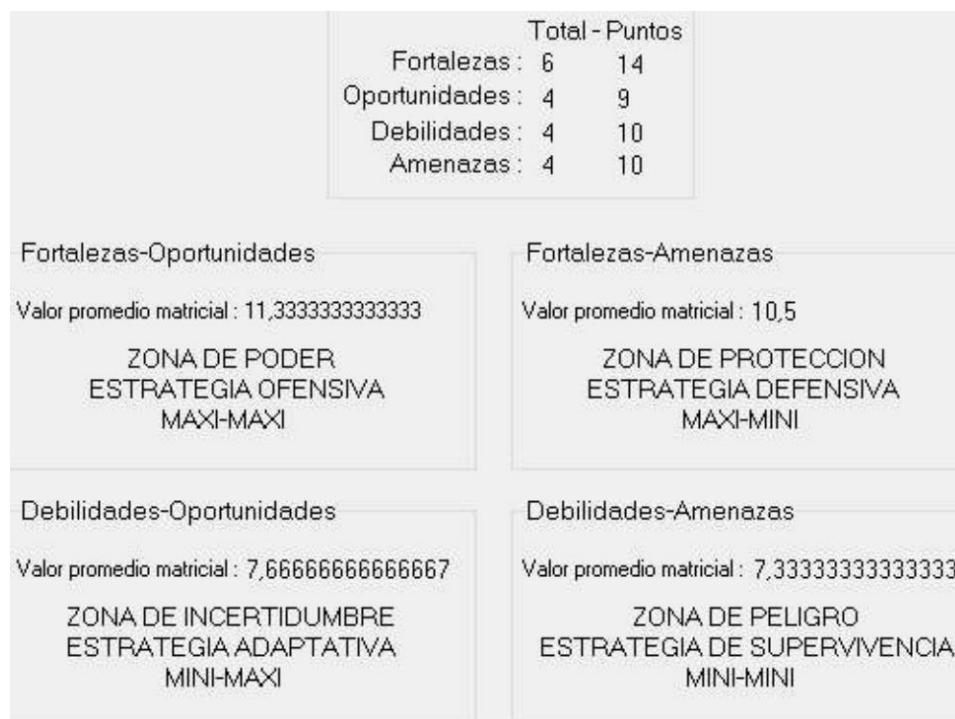 Total - Puntos
Fortalezas : 6 14
Oportunidades : 4 9
Debilidades : 4 10
Amenazas : 4 10
Fortalezas-Oportunidades
Valor promedio matricial : 11,3333333333333
ZONA DE PODER
ESTRATEGIA OFENSIVA
MAXI-MAXI
Fortalezas-Amenazas
Valor promedio matricial : 10,5
ZONA DE PROTECCION
ESTRATEGIA DEFENSIVA
MAXI-MINI
Debilidades-Oportunidades
Valor promedio matricial : 7,66666666666667
ZONA DE INCERTIDUMBRE
ESTRATEGIA ADAPTATIVA
MINI-MAXI
Debilidades-Amenazas
Valor promedio matricial : 7,33333333333333
ZONA DE PELIGRO
ESTRATEGIA DE SUPERVIVENCIA
MINI-MINI